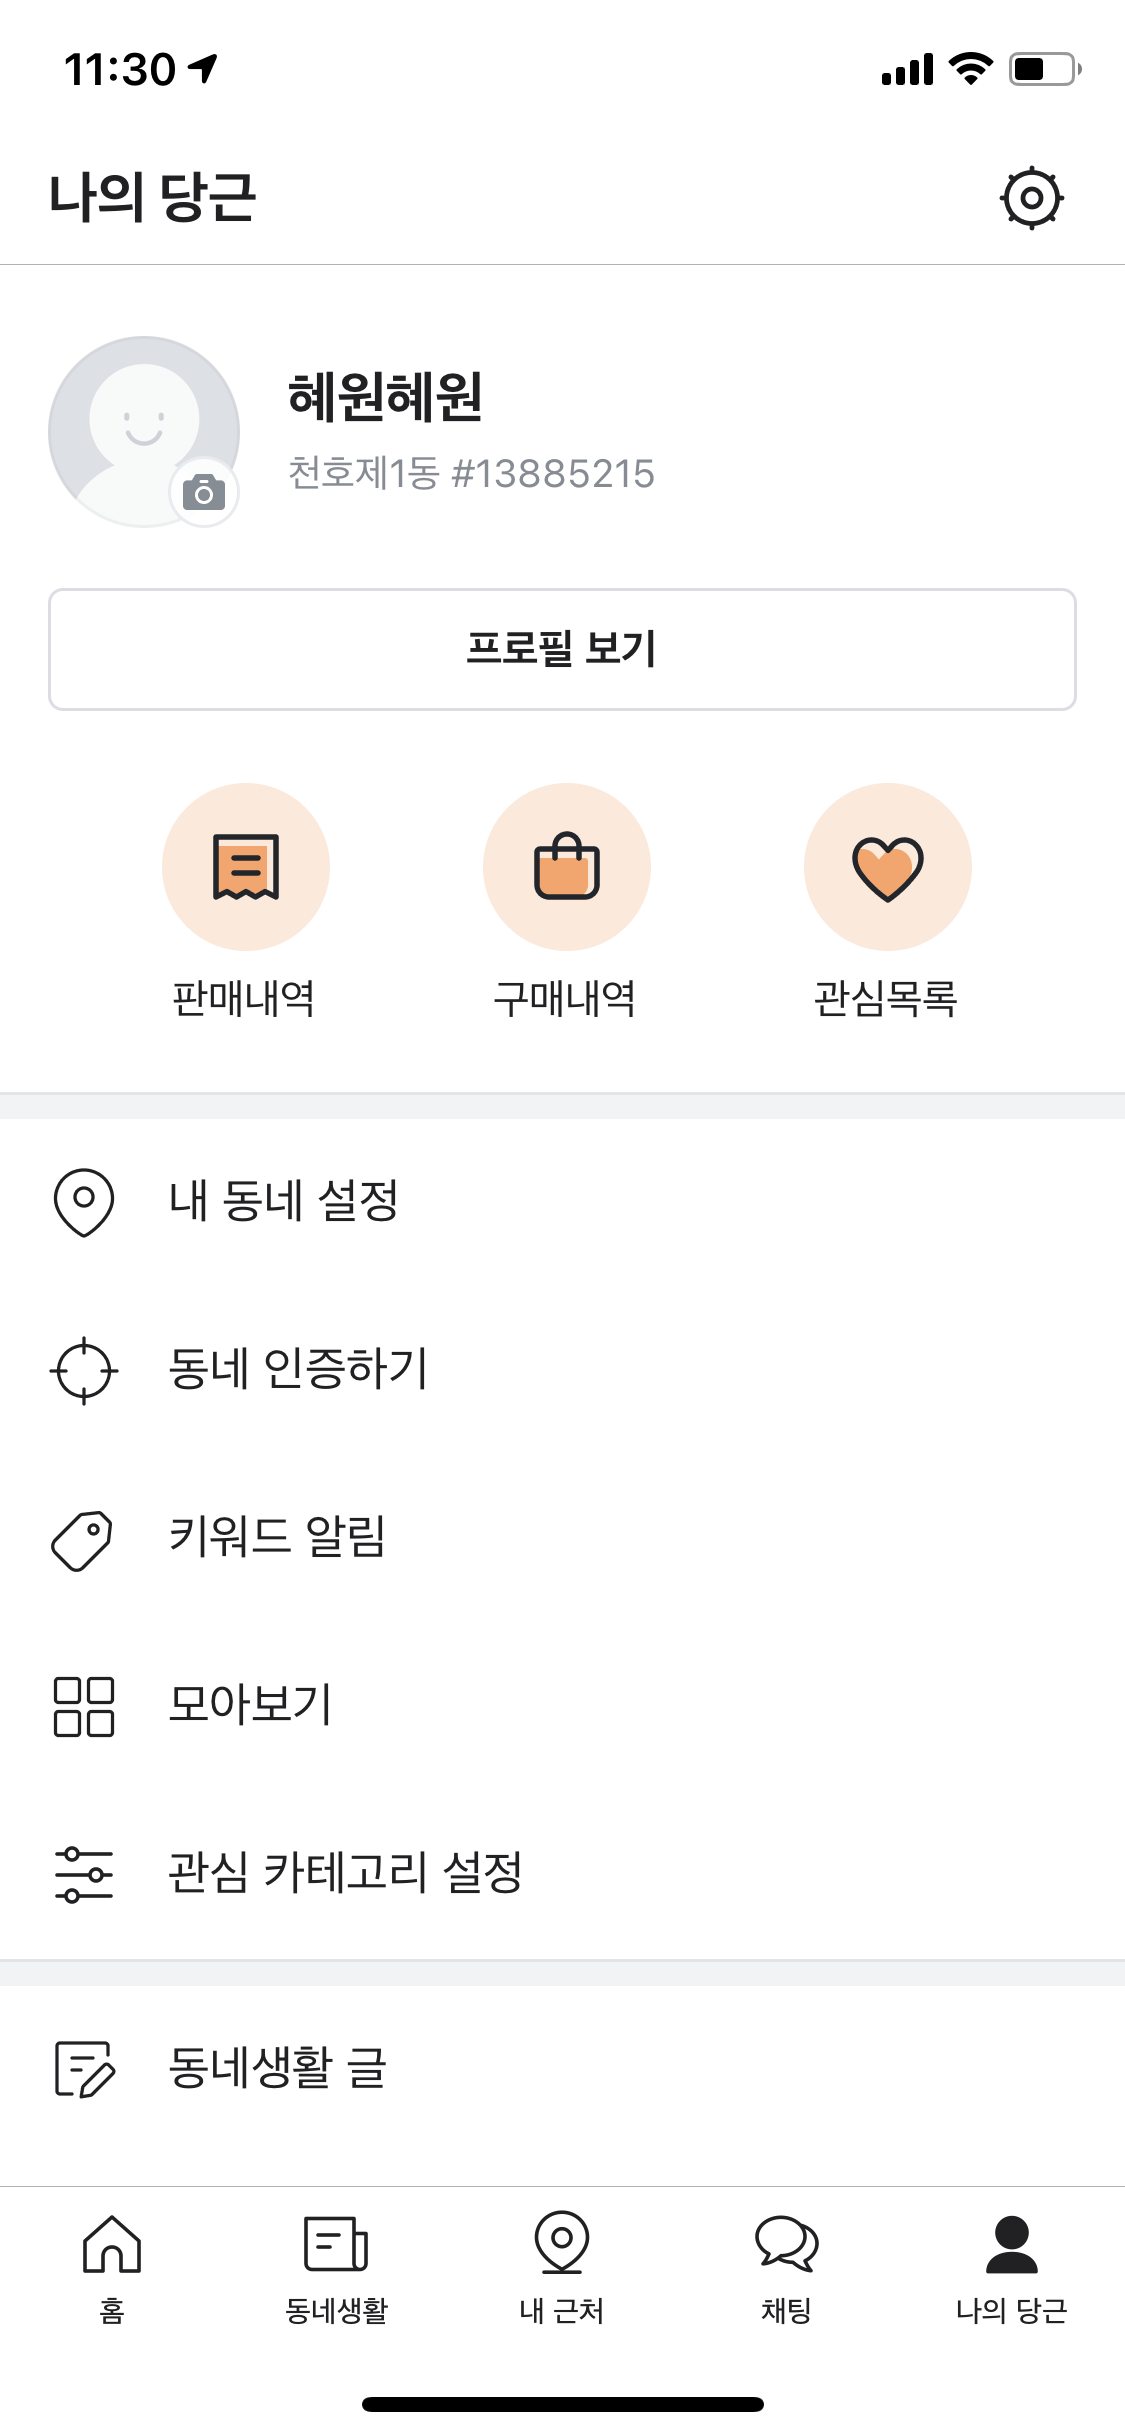 11:30
나의 당근
혜원혜원
천호제1동 #13885215
프로필 보기
판매내역 구매내역 관심목록
내 동네 설정
동네 인증하기
키워드 알림
모아보기
관심 카테고리 설정
동네생활 글
홈 동네생활 내 근처 채팅 나의 당근